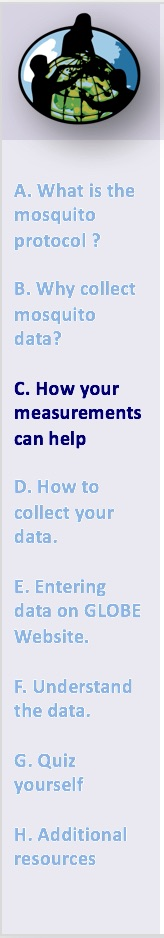 A. What is the
mosquito
protocol ?
B. Why collect
mosquito
data?
C. How your
measurements
can help
D. How to
collect your
data.
E. Entering
data on GLOBE
Website.
F. Understand
the data.
G. Quiz
yourself
H. Additional
resources